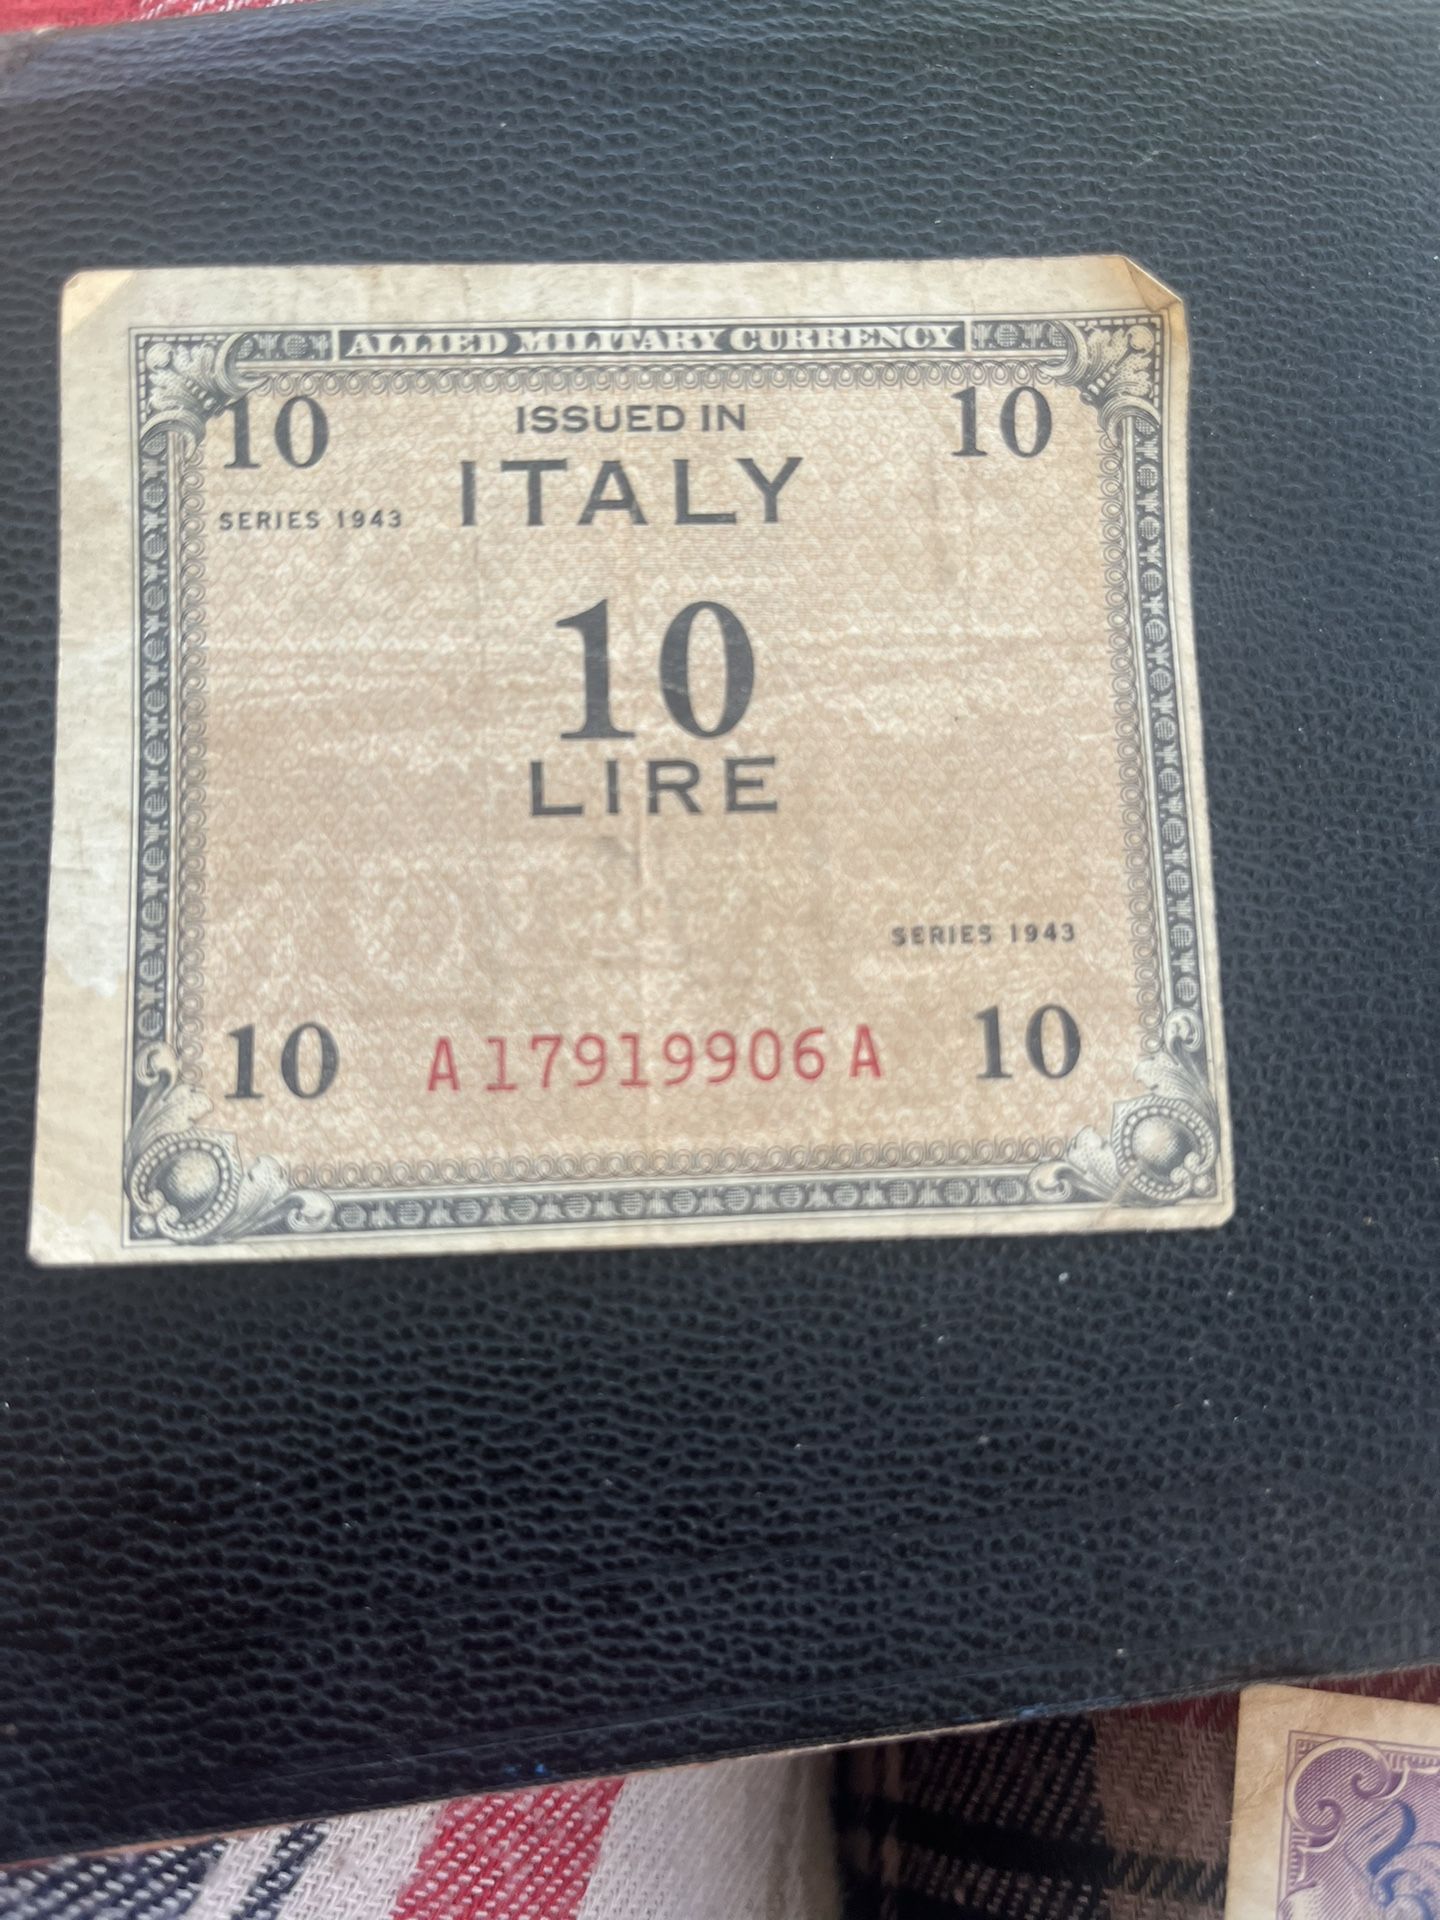 ALLIED MILITARY CURRENCY
10 ISSUED IN 10
SERIES 1943 ITALY
10
LIRE
SERIES 1943
10 A17919906A 10